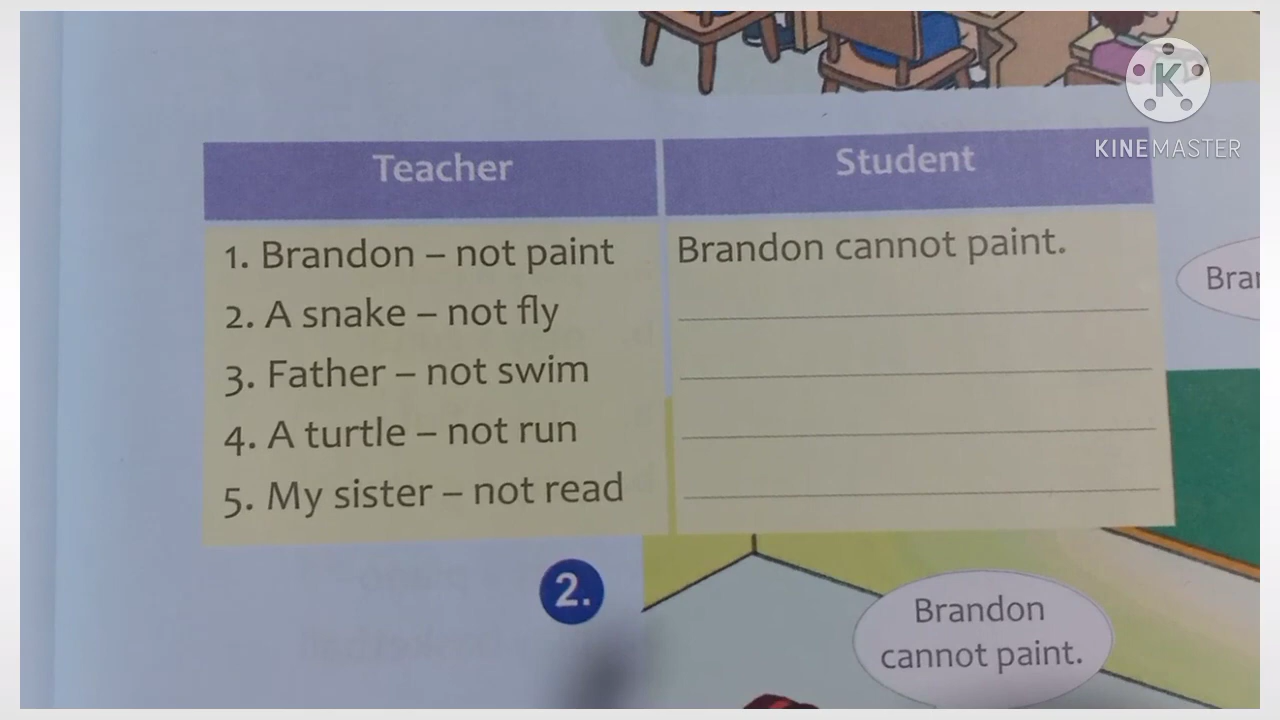 KINEMASTER
Teacher
Student
1. Brandon – not paint
Brandon cannot paint.
2. A snake – not fly
3. Father – not swim
4. A turtle – not run
5. My sister – not read
2.
Brandon
cannot paint.